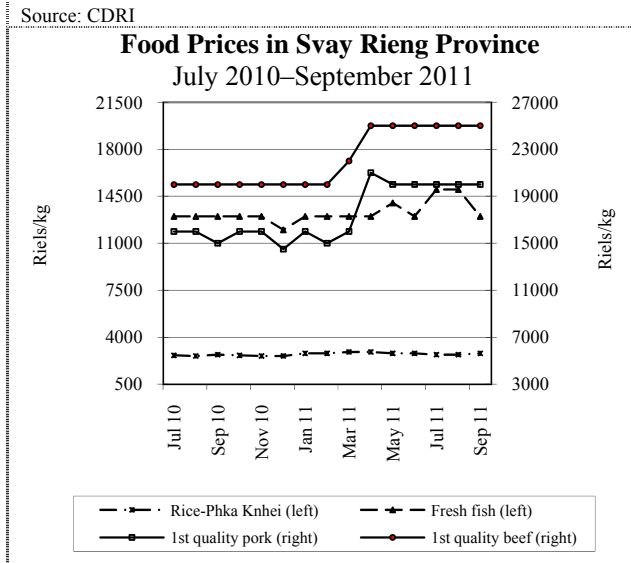 Source: CDRI
Food Prices in Svay Rieng Province
July 2010–September 2011
21500
18000
14500
11000
7500
4000
500
Riels/kg
27000
23000
19000
15000
11000
7000
3000
Riels/kg
Jul 10
Sep 10
Nov 10
Jan 11
Mar 11
May 11
Jul 11
Sep 11
Rice-Phka Knhei (left)
Fresh fish (left)
1st quality pork (right)
1st quality beef (right)